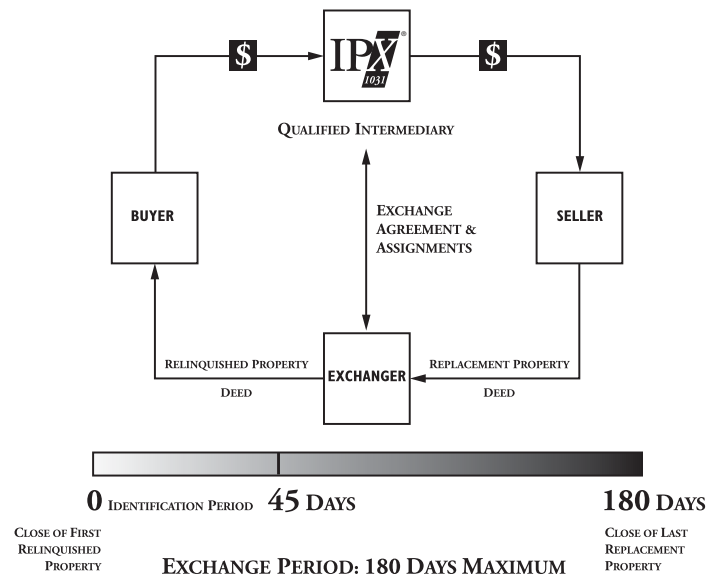 $
IPX®
1031
$
QUALIFIED INTERMEDIARY
BUYER
EXCHANGE
AGREEMENT &
ASSIGNMENTS
SELLER
RELINQUISHED PROPERTY
DEED
EXCHANGER
REPLACEMENT PROPERTY
DEED
0 IDENTIFICATION PERIOD 45 DAYS
180 DAYS
CLOSE OF FIRST
RELINQUISHED
PROPERTY
CLOSE OF LAST
REPLACEMENT
PROPERTY
EXCHANGE PERIOD: 180 DAYS MAXIMUM